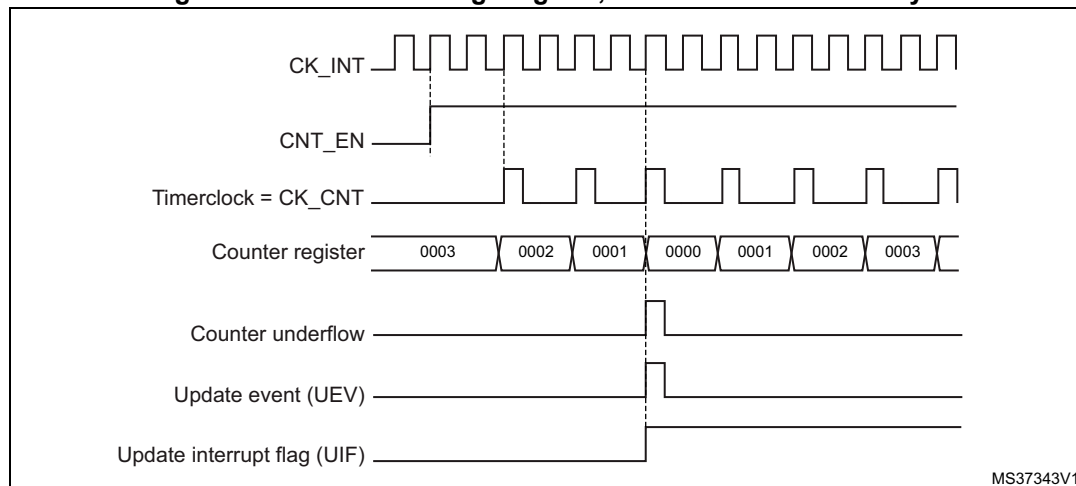 CK_INT
CNT_EN
Timerclock = CK_CNT
Counter register 0003 0002 0001 0000 0001 0002 0003
Counter underflow
Update event (UEV)
Update interrupt flag (UIF)
MS37343V1